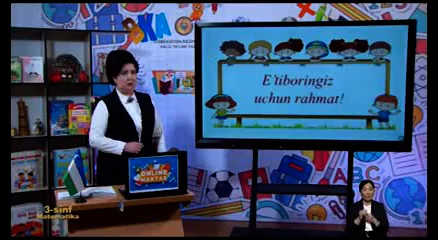 E'tiboringiz
uchun rahmat!
ONLINE
MAKTAB
3-sinf
Matematika